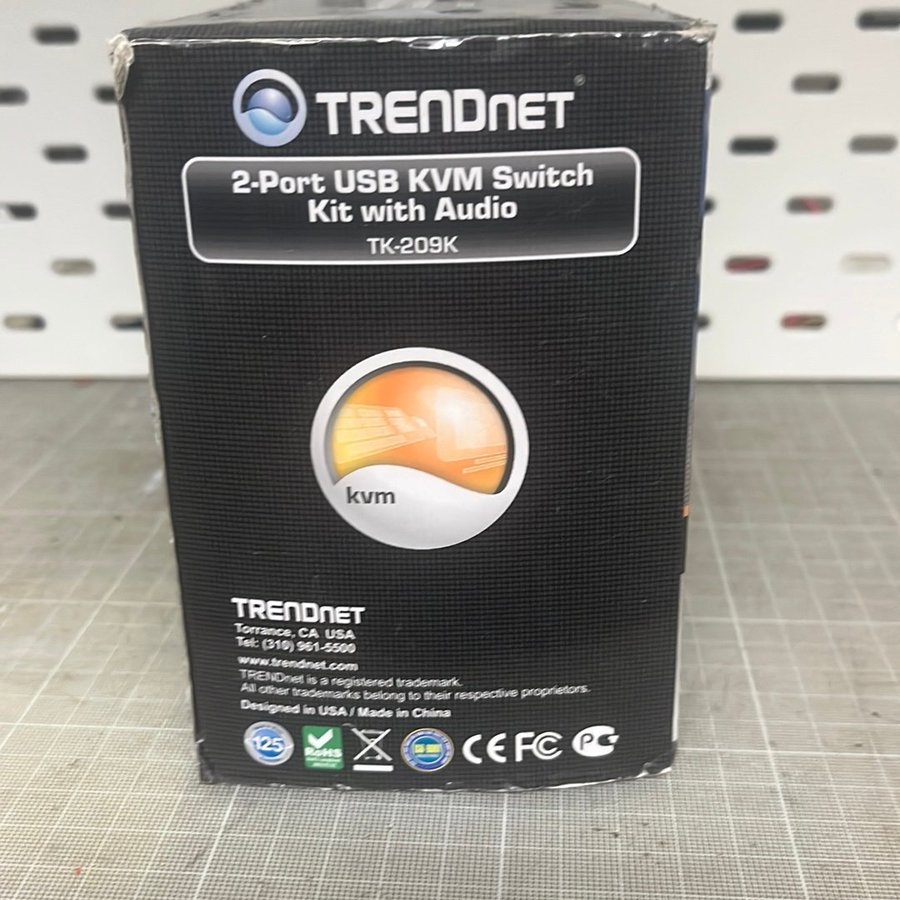 TRENDNET®
2-Port USB KVM Switch
Kit with Audio
TK-209K
kvm
TRENDNET
Torrance, CA USA
Tel: (310) 961-5500
www.trendnet.com
TRENDnet is a registered trademark.
All other trademarks belong to their respective proprietors.
Designed in USA / Made in China
125
RoHS
CE FC PC